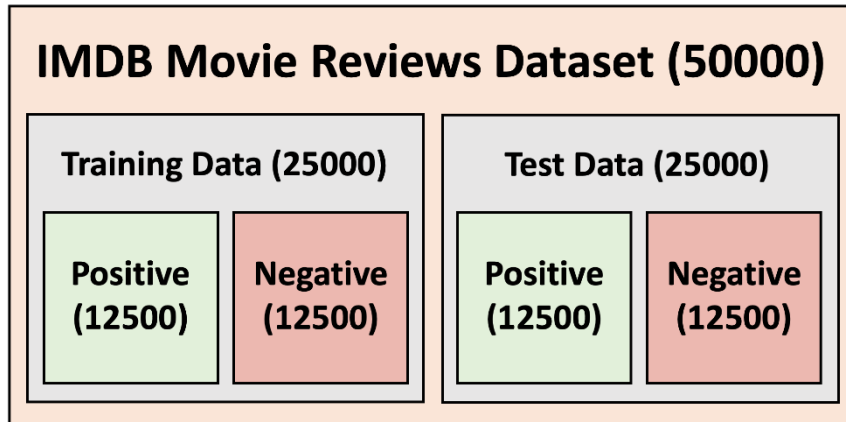 IMDB Movie Reviews Dataset (50000)
Training Data (25000)
Positive
(12500)
Negative
(12500)
Test Data (25000)
Positive
(12500)
Negative
(12500)